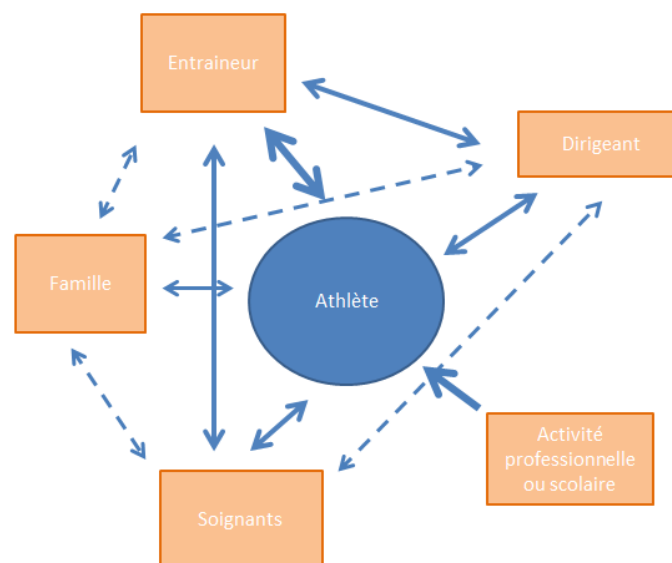 Entraineur
Dirigeant
Famille
Athlète
Activité
professionnelle
ou scolaire
Soignants